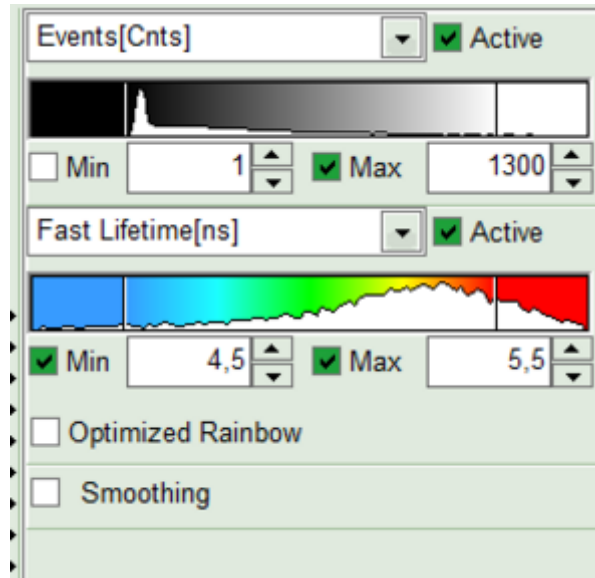 Events[Cnts] Active
Min 1 Max 1300
Fast Lifetime[ns] Active
Min 4,5 Max 5,5
Optimized Rainbow
Smoothing